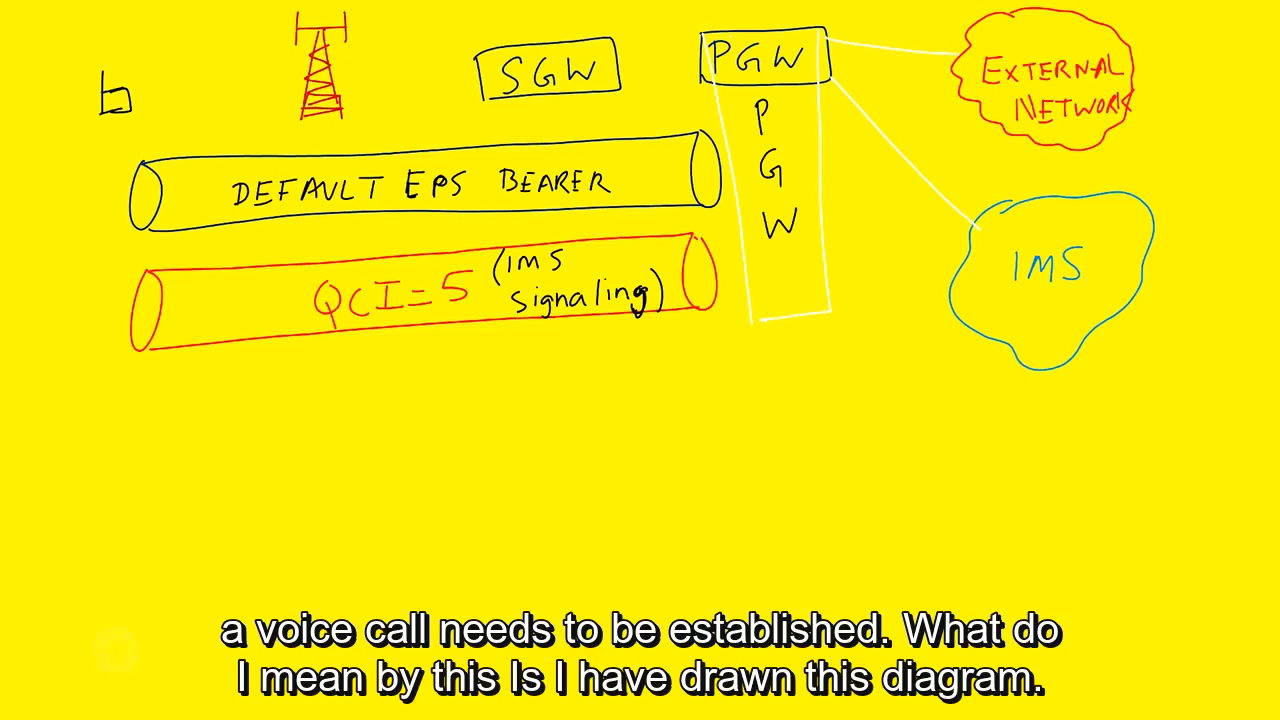 SGW
PGW
EXTERNAL
NETWORK
P
G
W
DEFAULT EPS BEARER
QCI=5 (IMS
signaling)
IMS
a voice call needs to be established. What do
I mean by this Is I have drawn this diagram.